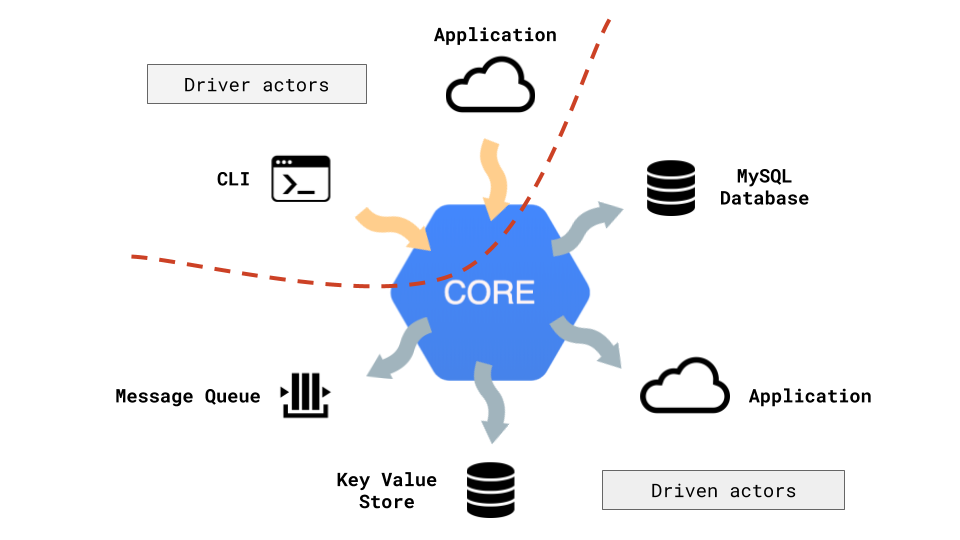 Application
Driver actors
CLI
MySQL
Database
CORE
Message Queue
Application
Key Value
Store
Driven actors